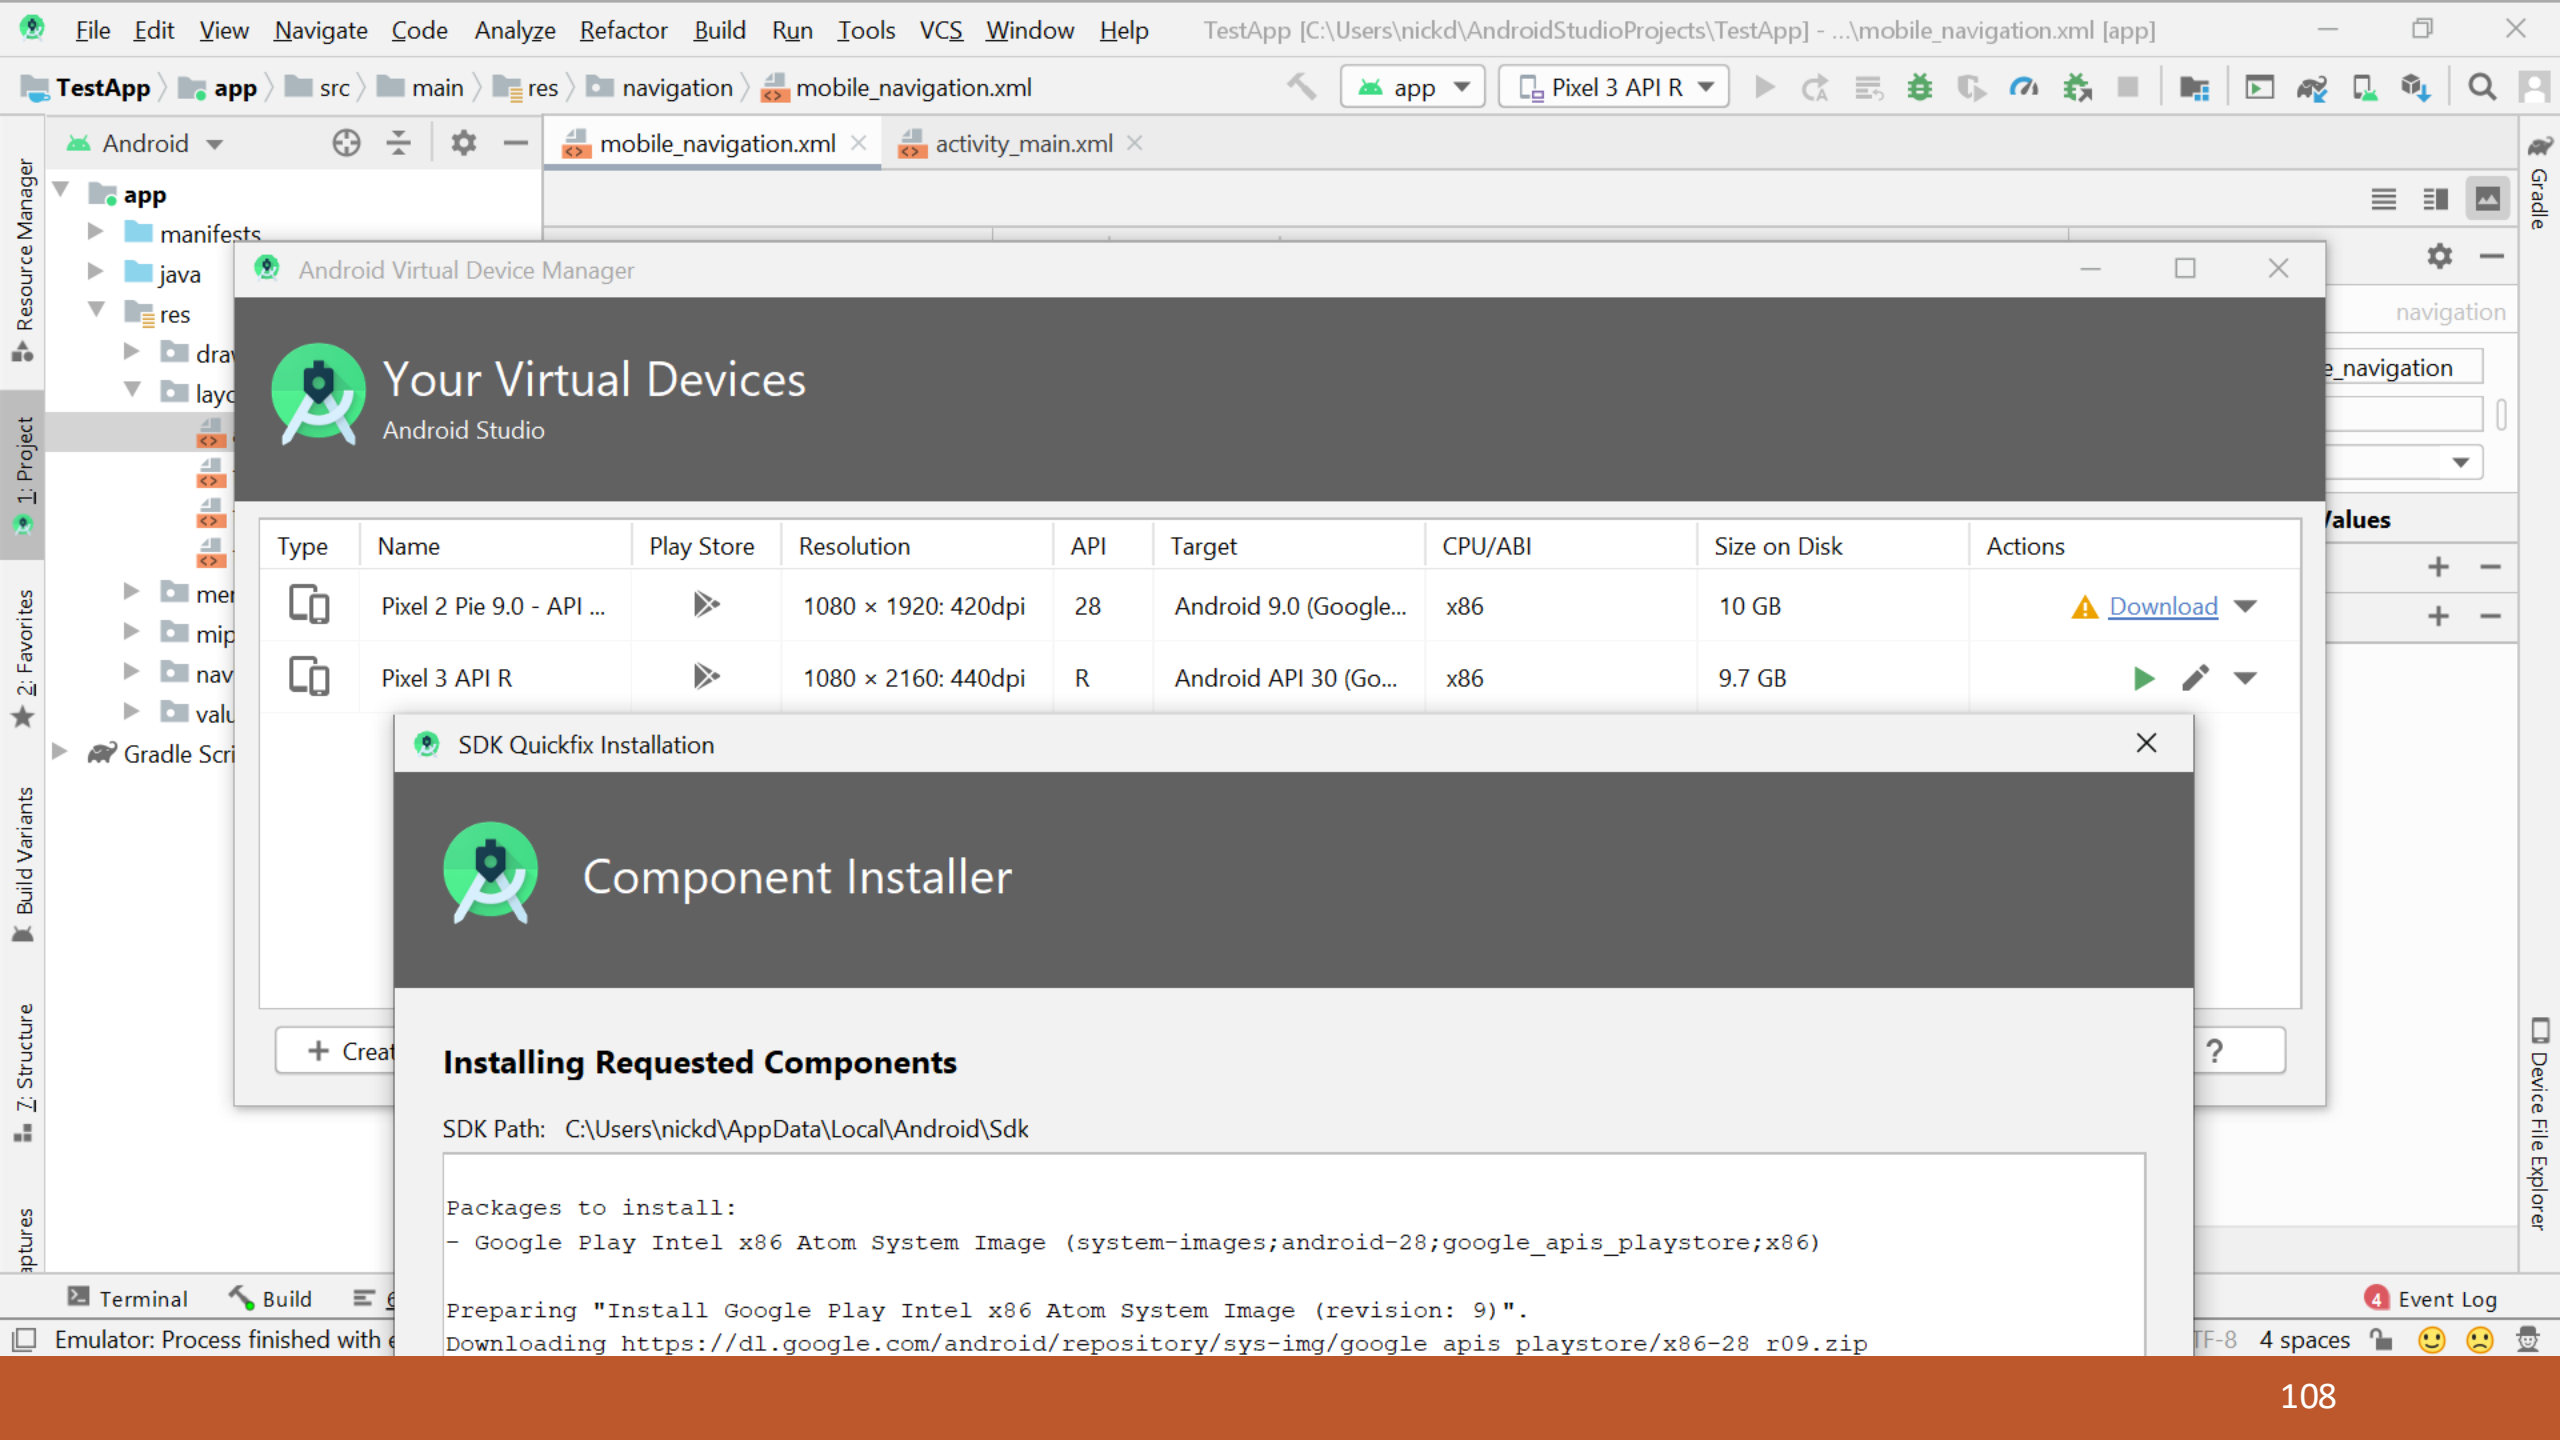 File Edit View Navigate Code Analyze Refactor Build Run Tools VCS Window Help TestApp [C:\Users\nickd\AndroidStudioProjects\TestApp] - ...\mobile_navigation.xml [app]
TestApp app src main res navigation mobile_navigation.xml app Pixel 3 API R
Android mobile_navigation.xml activity_main.xml
Resource Manager
1: Project
2: Favorites
Build Variants
7: Structure
Gradle
Device File Explorer
app
manifests
java
res
Gradle
Android Virtual Device Manager
navigation
Your Virtual Devices
Android Studio
Type Name Play Store Resolution API Target CPU/ABI Size on Disk Actions
Pixel 2 Pie 9.0 - API ... 1080 × 1920: 420dpi 28 Android 9.0 (Google... x86 10 GB Download
Pixel 3 API R 1080 × 2160: 440dpi R Android API 30 (Go... x86 9.7 GB
SDK Quickfix Installation
Component Installer
?
Installing Requested Components
SDK Path: C:\Users\nickd\AppData\Local\Android\Sdk
Packages to install:
- Google Play Intel x86 Atom System Image (system-images;android-28;google_apis_playstore;x86)
Preparing "Install Google Play Intel x86 Atom System Image (revision: 9)".
Downloading https://dl.google.com/android/repository/sys-img/google_apis_playstore/x86-28_r09.zip
Terminal Build 4 Event Log
Emulator: Process finished with 4 spaces
108